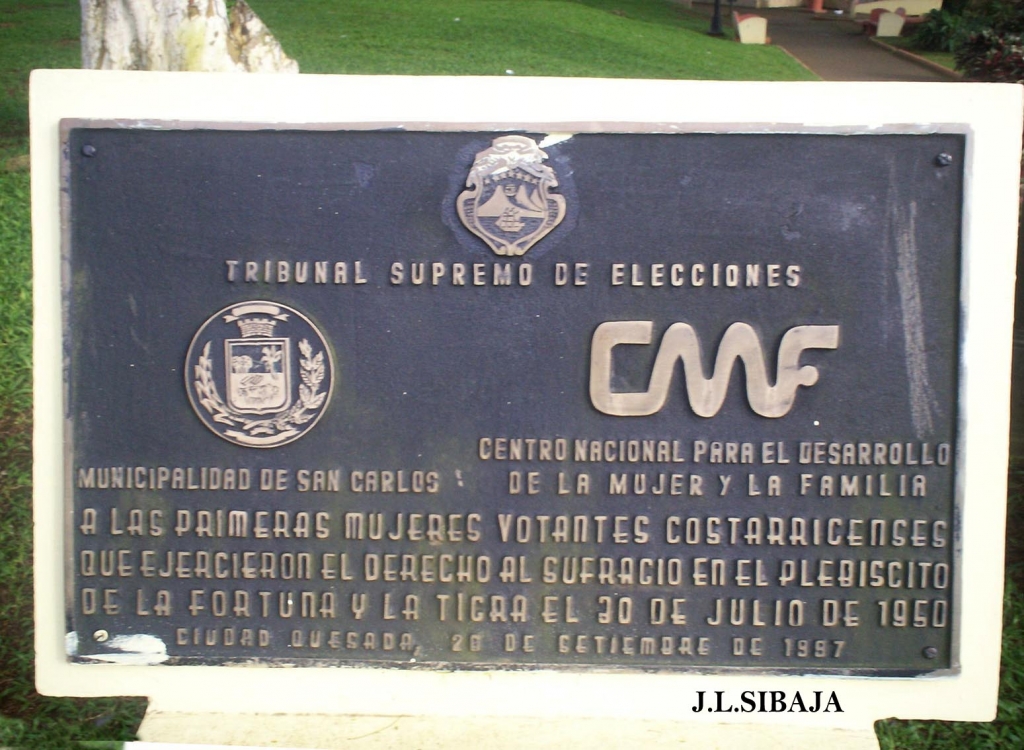 TRIBUNAL SUPREMO DE ELECCIONES
CMF
CENTRO NACIONAL PARA EL DESARROLLO
DE LA MUJER Y LA FAMILIA
MUNICIPALIDAD DE SAN CARLOS
A LAS PRIMERAS MUJERES VOTANTES COSTARRICENSES
QUE EJERCIERON EL DERECHO AL SUFRAGIO EN EL PLEBISCITO
DE LA FORTUNA Y LA TIGRA EL 30 DE JULIO DE 1950
CIUDAD QUESADA, DE SETIEMBRE DE 1997
J.L.SIBAJA